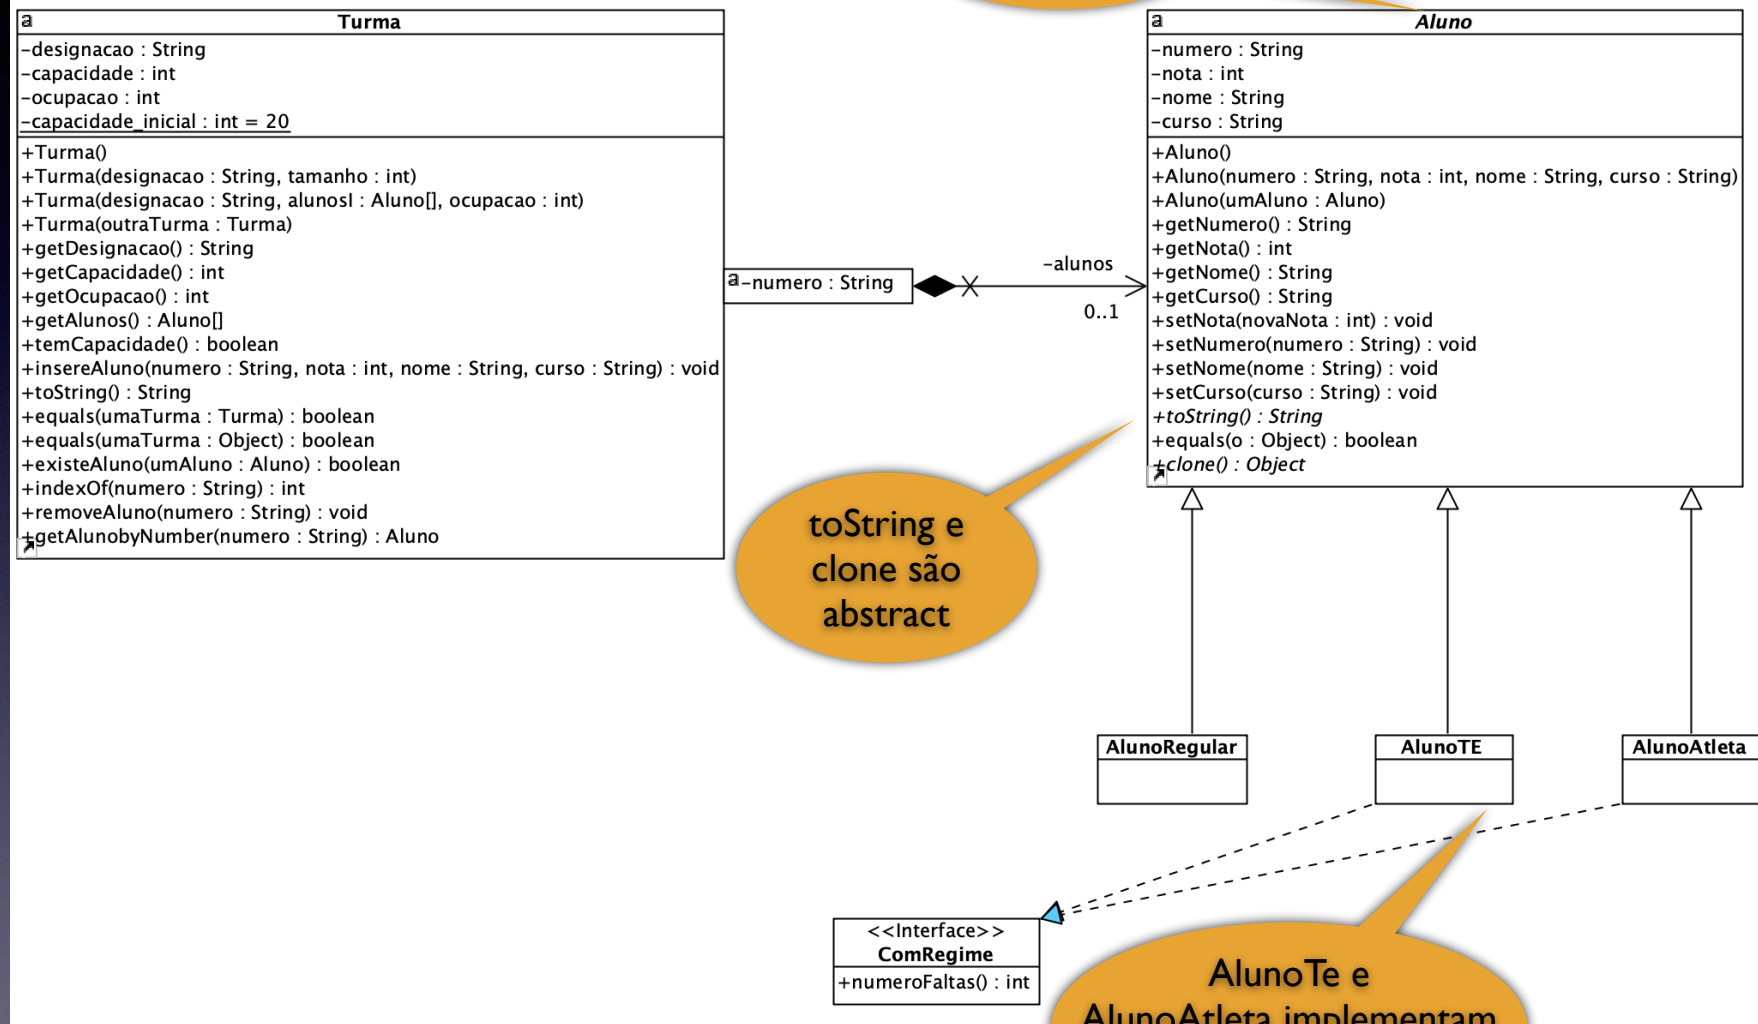 Turma
-designacao : String
-capacidade : int
-ocupacao : int
-capacidade_inicial : int = 20
+Turma()
+Turma(designacao : String, tamanho : int)
+Turma(designacao : String, alunosI : Aluno[], ocupacao : int)
+Turma(outraTurma : Turma)
+getDesignacao() : String
+getCapacidade() : int
+getOcupacao() : int
+getAlunos() : Aluno[]
+temCapacidade() : boolean
+insereAluno(numero : String, nota : int, nome : String, curso : String) : void
+toString() : String
+equals(umaTurma : Turma) : boolean
+equals(umaTurma : Object) : boolean
+existeAluno(umAluno : Aluno) : boolean
+indexOf(numero : String) : int
+removeAluno(numero : String) : void
+getAlunobyNumber(numero : String) : Aluno
-numero : String
-alunos
0..1
Aluno
-numero : String
-nota : int
-nome : String
-curso : String
+Aluno()
+Aluno(numero : String, nota : int, nome : String, curso : String)
+Aluno(umAluno : Aluno)
+getNumero() : String
+getNota() : int
+getNome() : String
+getCurso() : String
+setNota(novaNota : int) : void
+setNumero(numero : String) : void
+setNome(nome : String) : void
+setCurso(curso : String) : void
+toString() : String
+equals(o : Object) : boolean
+clone() : Object
toString e
clone são
abstract
AlunoRegular
AlunoTE
AlunoAtleta
<<Interface>>
ComRegime
+numeroFaltas() : int
AlunoTe e
AlunoAtleta implementam